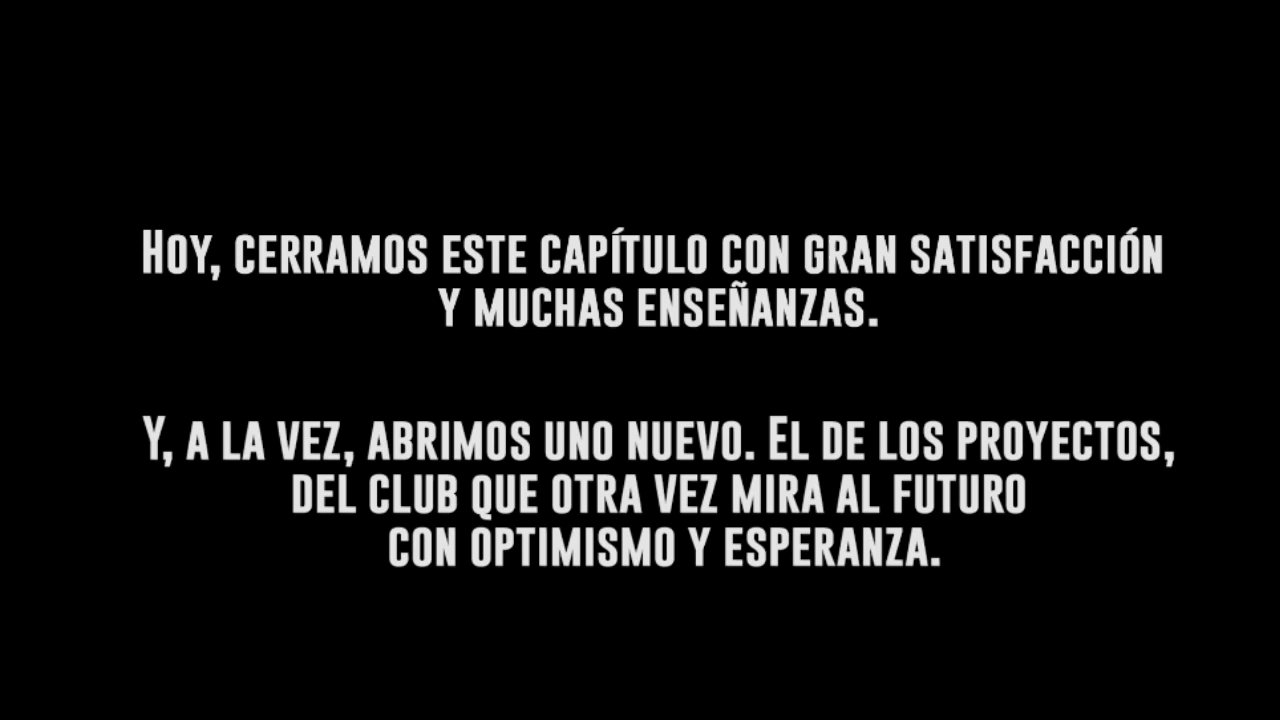 Hoy, cerramos este capítulo con gran satisfacción
y muchas enseñanzas.
Y, a la vez, abrimos uno nuevo. El de los proyectos,
del club que otra vez mira al futuro
con optimismo y esperanza.